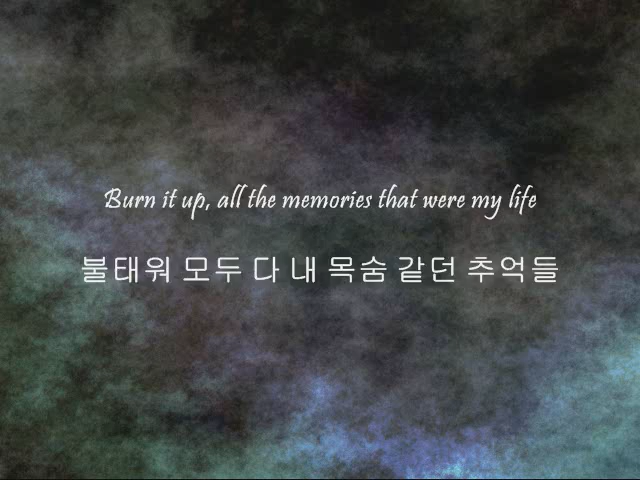 Burn it up, all the memories that were my life
불태워 모두 다 내 목숨 같던 추억들